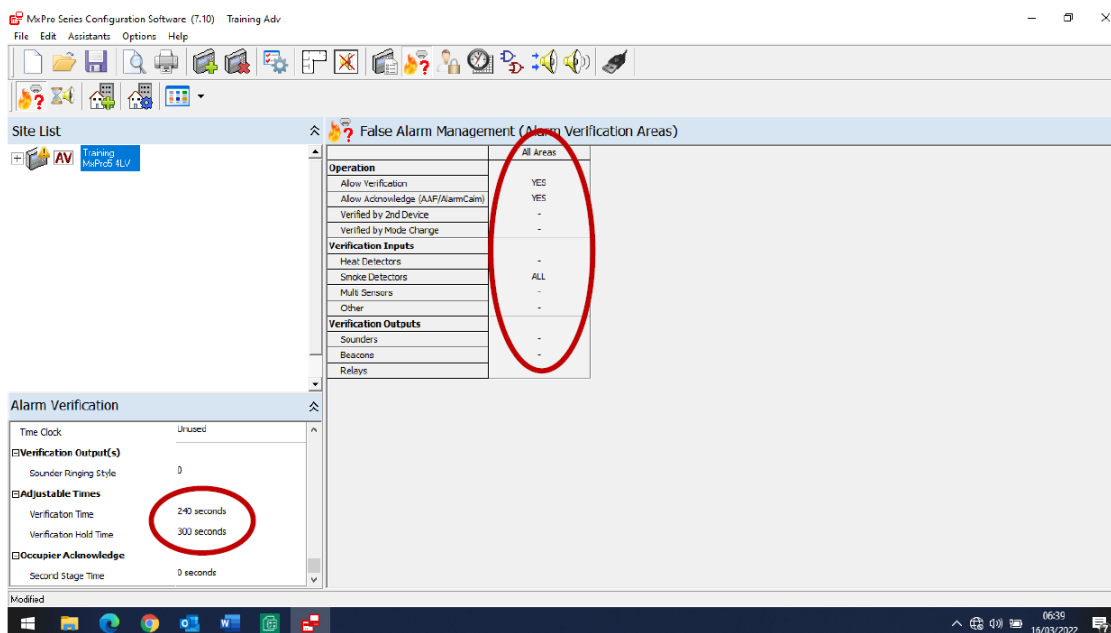 MxPro Series Configuration Software (7.10) Training Adv
File Edit Assistants Options Help
Site List
False Alarm Management (Alarm Verification Areas)
AV
Training
MxPro5 4LV
All Areas
Operation
Allow Verification YES
Allow Acknowledge (AAF/AlarmCalm) YES
Verified by 2nd Device -
Verified by Mode Change -
Verification Inputs
Heat Detectors -
Smoke Detectors ALL
Multi Sensors -
Other -
Verification Outputs
Sounders -
Beacons -
Relays
Alarm Verification
Time Clock Unused
Verification Output(s)
Sounder Ringing Style 0
Adjustable Times
Verification Time 240 seconds
Verification Hold Time 300 seconds
Occupier Acknowledge
Second Stage Time 0 seconds
Modified
06:39
16/03/2022